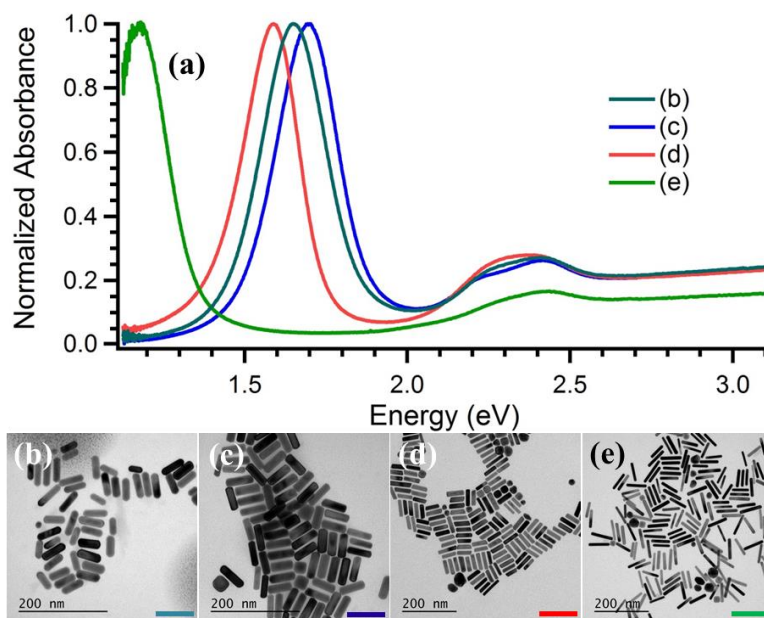 1.0
0.8
0.6
0.4
0.2
0.0
Normalized Absorbance
(a)
(b)
(c)
(d)
(e)
1.5 2.0 2.5 3.0
Energy (eV)
(b) (c) (d) (e)
200 nm 200 nm 200 nm 200 nm